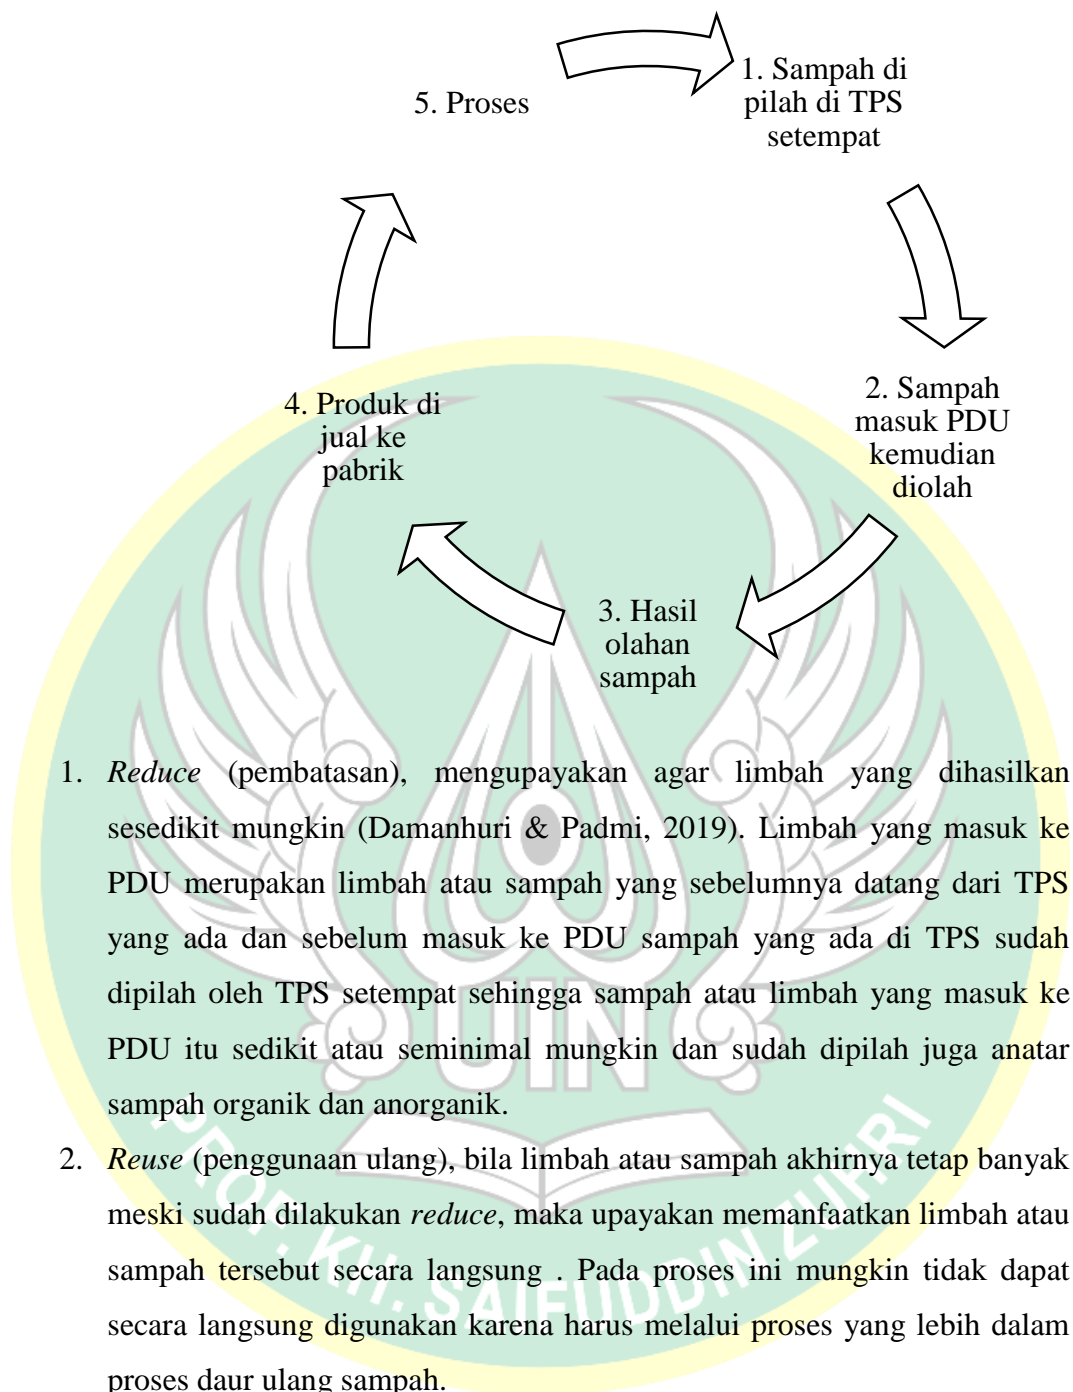 5. Proses
1. Sampah di
pilah di TPS
setempat
2. Sampah
masuk PDU
kemudian
diolah
3. Hasil
olahan
sampah
4. Produk di
jual ke
pabrik
1. Reduce (pembatasan), mengupayakan agar limbah yang dihasilkan
sesedikit mungkin (Damanhuri & Padmi, 2019). Limbah yang masuk ke
PDU merupakan limbah atau sampah yang sebelumnya datang dari TPS
yang ada dan sebelum masuk ke PDU sampah yang ada di TPS sudah
dipilah oleh TPS setempat sehingga sampah atau limbah yang masuk ke
PDU itu sedikit atau seminimal mungkin dan sudah dipilah juga anatar
sampah organik dan anorganik.
2. Reuse (penggunaan ulang), bila limbah atau sampah akhirnya tetap banyak
meski sudah dilakukan reduce, maka upayakan memanfaatkan limbah atau
sampah tersebut secara langsung . Pada proses ini mungkin tidak dapat
secara langsung digunakan karena harus melalui proses yang lebih dalam
proses daur ulang sampah.
UIN
PROF. KH. SAIFUDDIN ZUHRI